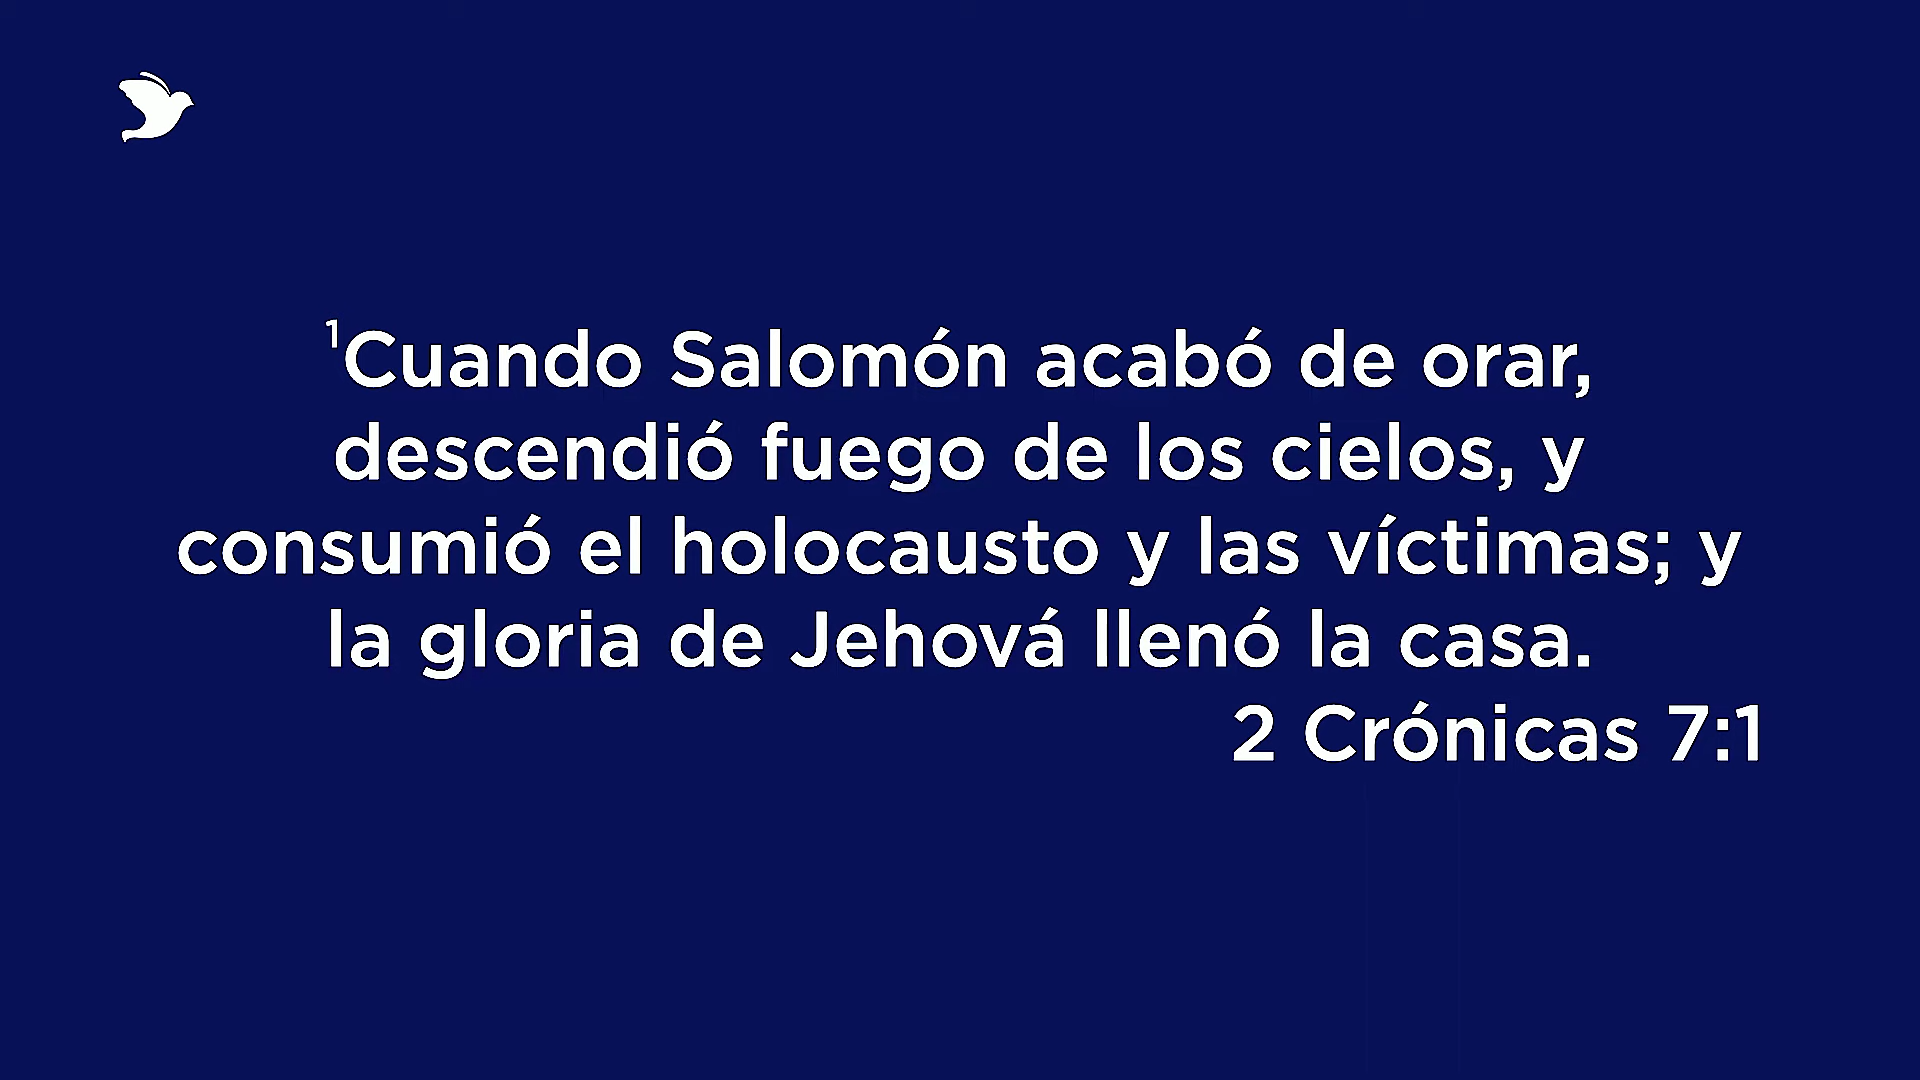 ¹Cuando Salomón acabó de orar,
descendió fuego de los cielos, y
consumió el holocausto y las víctimas; y
la gloria de Jehová llenó la casa.
2 Crónicas 7:1